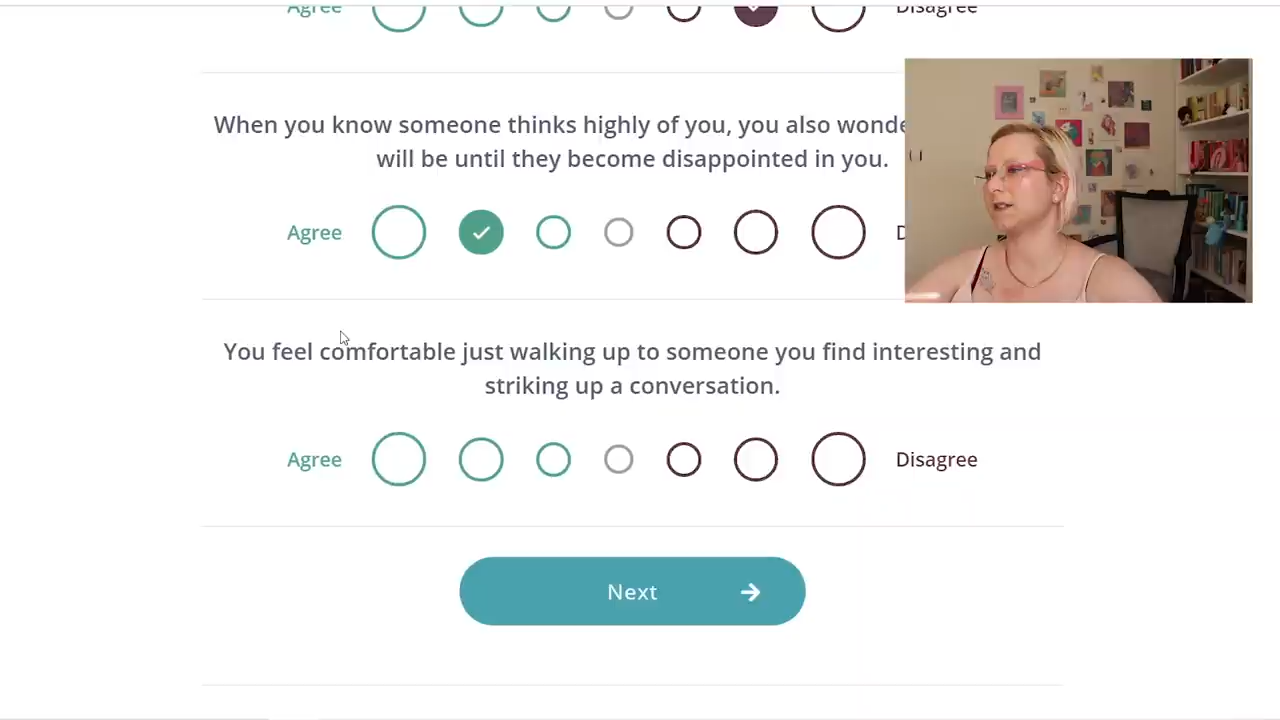 Agree Disagree
When you know someone thinks highly of you, you also
will be until they become disappointed in you.
Agree
You feel comfortable just walking up to someone you find interesting and
striking up a conversation.
Agree Disagree
Next